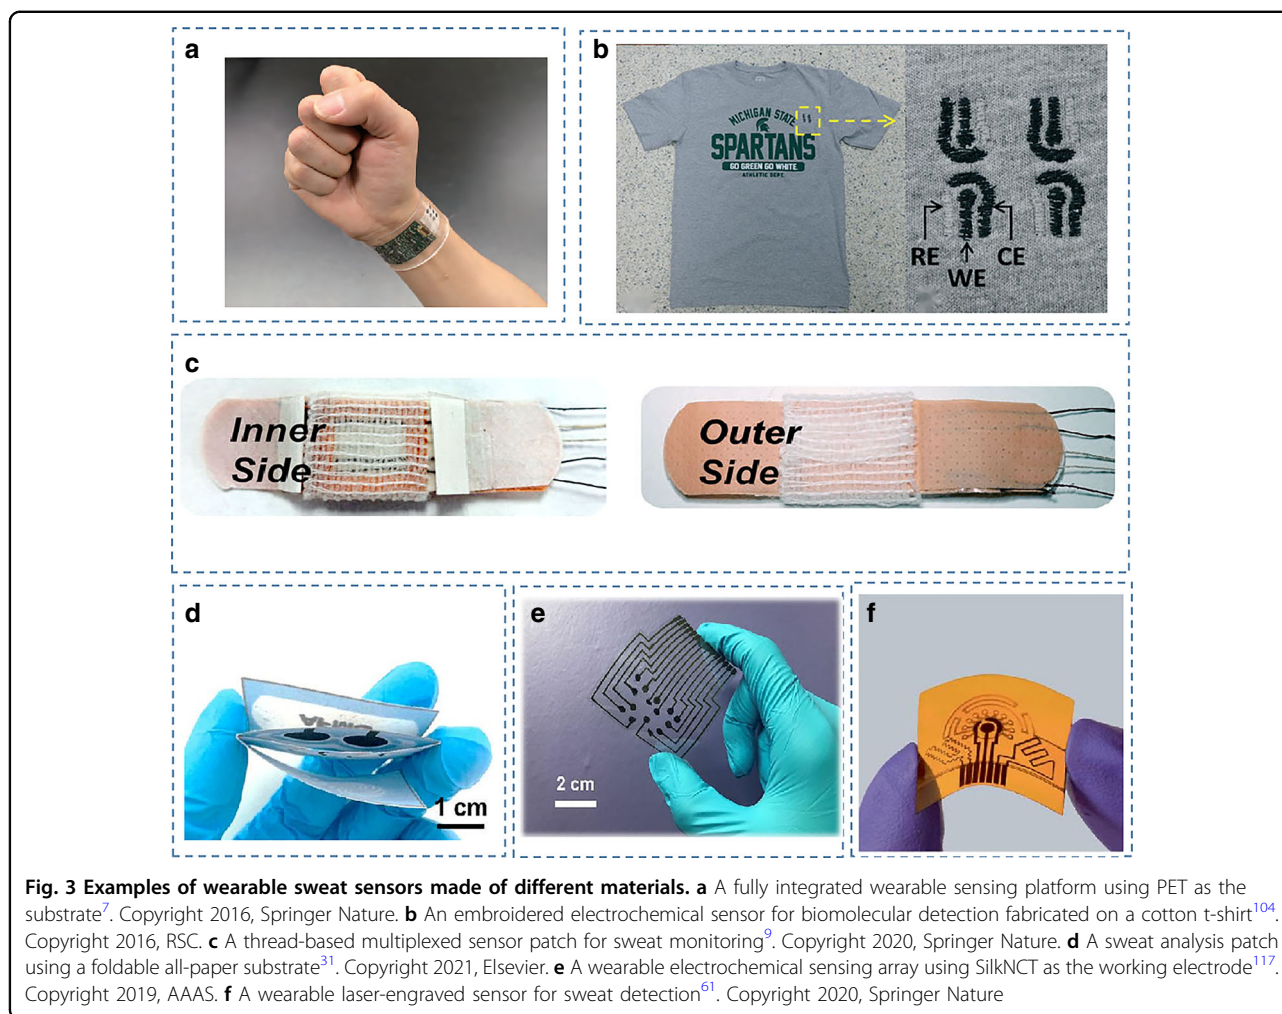 a
b
MICHIGAN STATE
SPARTANS
GO GREEN GO WHITE
ATHLETIC DEPT.
RE
WE
CE
c
Inner
Side
Outer
Side
d
1 cm
e
2 cm
f
Fig. 3 Examples of wearable sweat sensors made of different materials. a A fully integrated wearable sensing platform using PET as the
substrate7. Copyright 2016, Springer Nature. b An embroidered electrochemical sensor for biomolecular detection fabricated on a cotton t-shirt104.
Copyright 2016, RSC. c A thread-based multiplexed sensor patch for sweat monitoring9. Copyright 2020, Springer Nature. d A sweat analysis patch
using a foldable all-paper substrate31. Copyright 2021, Elsevier. e A wearable electrochemical sensing array using SilkNCT as the working electrode117.
Copyright 2019, AAAS. f A wearable laser-engraved sensor for sweat detection61. Copyright 2020, Springer Nature